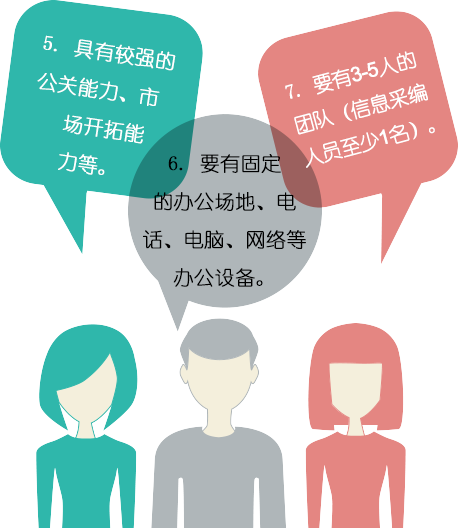 5. 具有较强的
公关能力、市
场开拓能
力等。
6. 要有固定
的办公场地、电
话、电脑、网络等
办公设备。
7. 要有3-5人的
团队（信息采编
人员至少1名）。